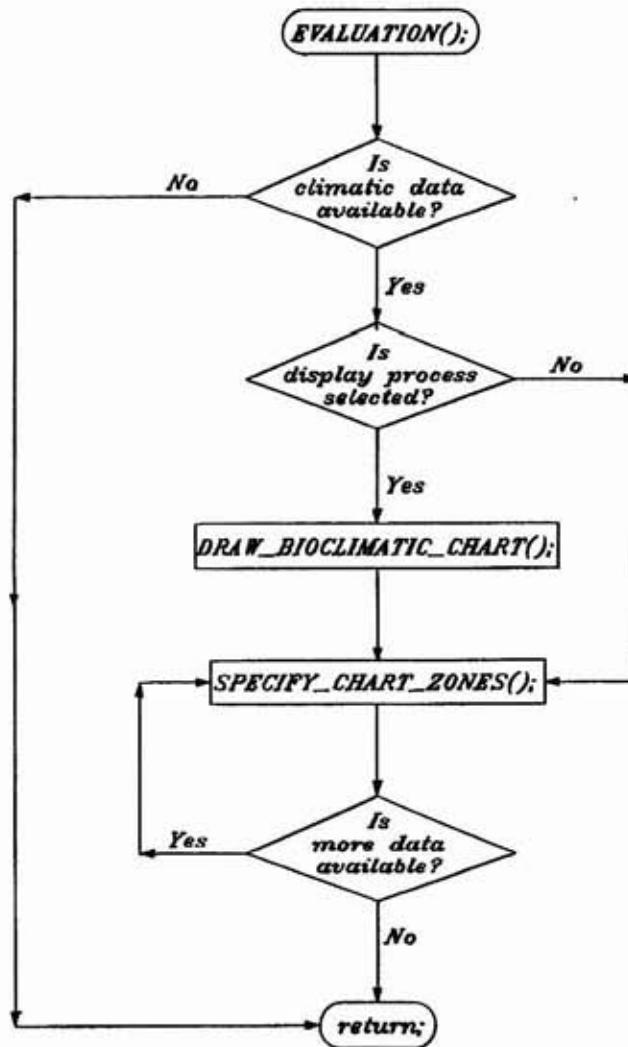 EVALUATION();
Is
climatic data
available?
No
Yes
Is
display process
selected?
No
Yes
DRAW_BIOCLIMATIC_CHART();
SPECIFY_CHART_ZONES();
Is
more data
available?
Yes
No
return;